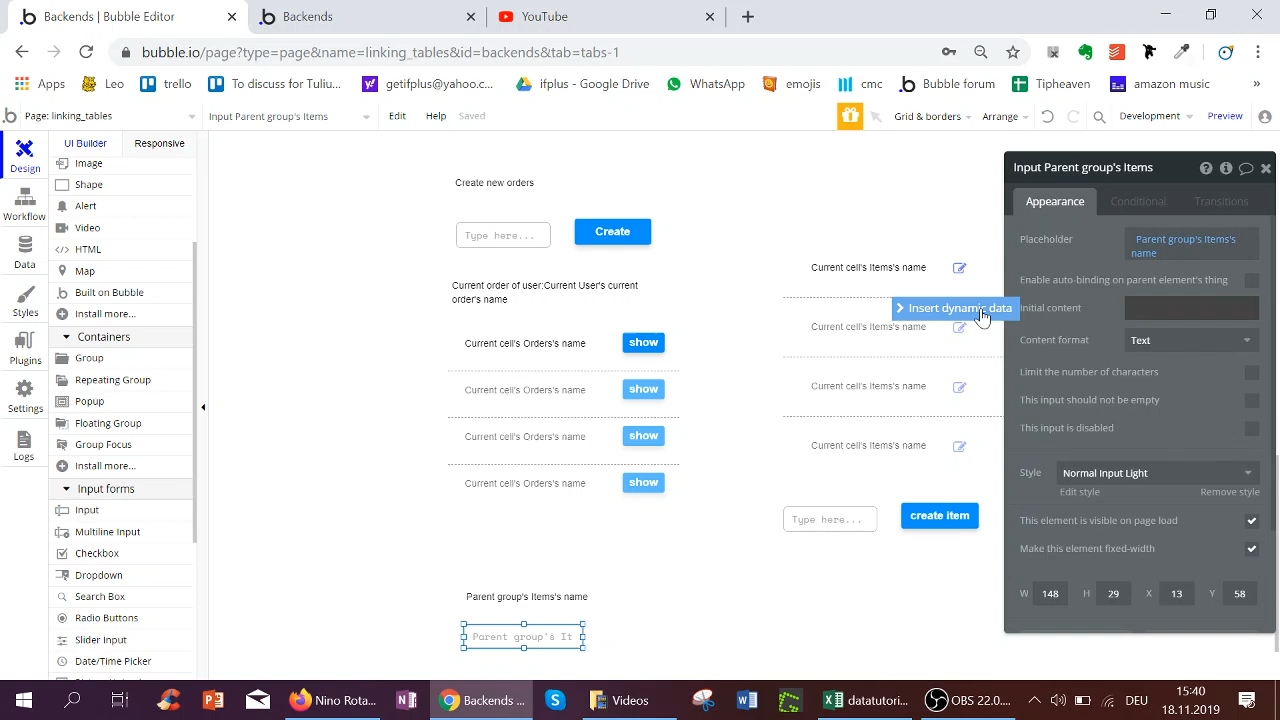 Backends | Bubble Editor
Backends
YouTube
bubble.io/page?type=page&name=linking_tables&id=backends&tab=tabs-1
Apps
Leo
trello
To discuss for Tuliu...
getifplus@yahoo.c...
ifplus - Google Drive
WhatsApp
emojis
cmc
Bubble forum
Tipheaven
amazon music
»
Page: linking_tables
Input Parent group's Items
Edit
Help
Saved
Grid & borders
Arrange
Development
Preview
Design
Workflow
Data
Styles
Plugins
Settings
Logs
UI Builder
Responsive
Image
Shape
Alert
Video
HTML
Map
Built on Bubble
Install more...
Containers
Group
Repeating Group
Popup
Floating Group
Group Focus
Install more...
Input forms
Input
Multiline Input
Checkbox
Dropdown
Search Box
Radio Buttons
Slider Input
Date/Time Picker
Create new orders
Type here...
Create
Current order of user:Current User's current
order's name
Current cell's Orders's name
show
Current cell's Orders's name
show
Current cell's Orders's name
show
Current cell's Orders's name
show
Parent group's Items's name
Parent group's It
Current cell's Items's name
Current cell's Items's name
Current cell's Items's name
Current cell's Items's name
Type here...
create item
Insert dynamic data
Input Parent group's Items
Appearance
Conditional
Transitions
Placeholder
Parent group's Items's
name
Enable auto-binding on parent element's thing
Initial content
Content format
Text
Limit the number of characters
This input should not be empty
This input is disabled
Style
Normal Input Light
Edit style
Remove style
This element is visible on page load
Make this element fixed-width
W 148 H 29 X 13 Y 58
Nino Rota...
Backends ...
Videos
datatutori...
OBS 22.0....
DEU
15:40
18.11.2019